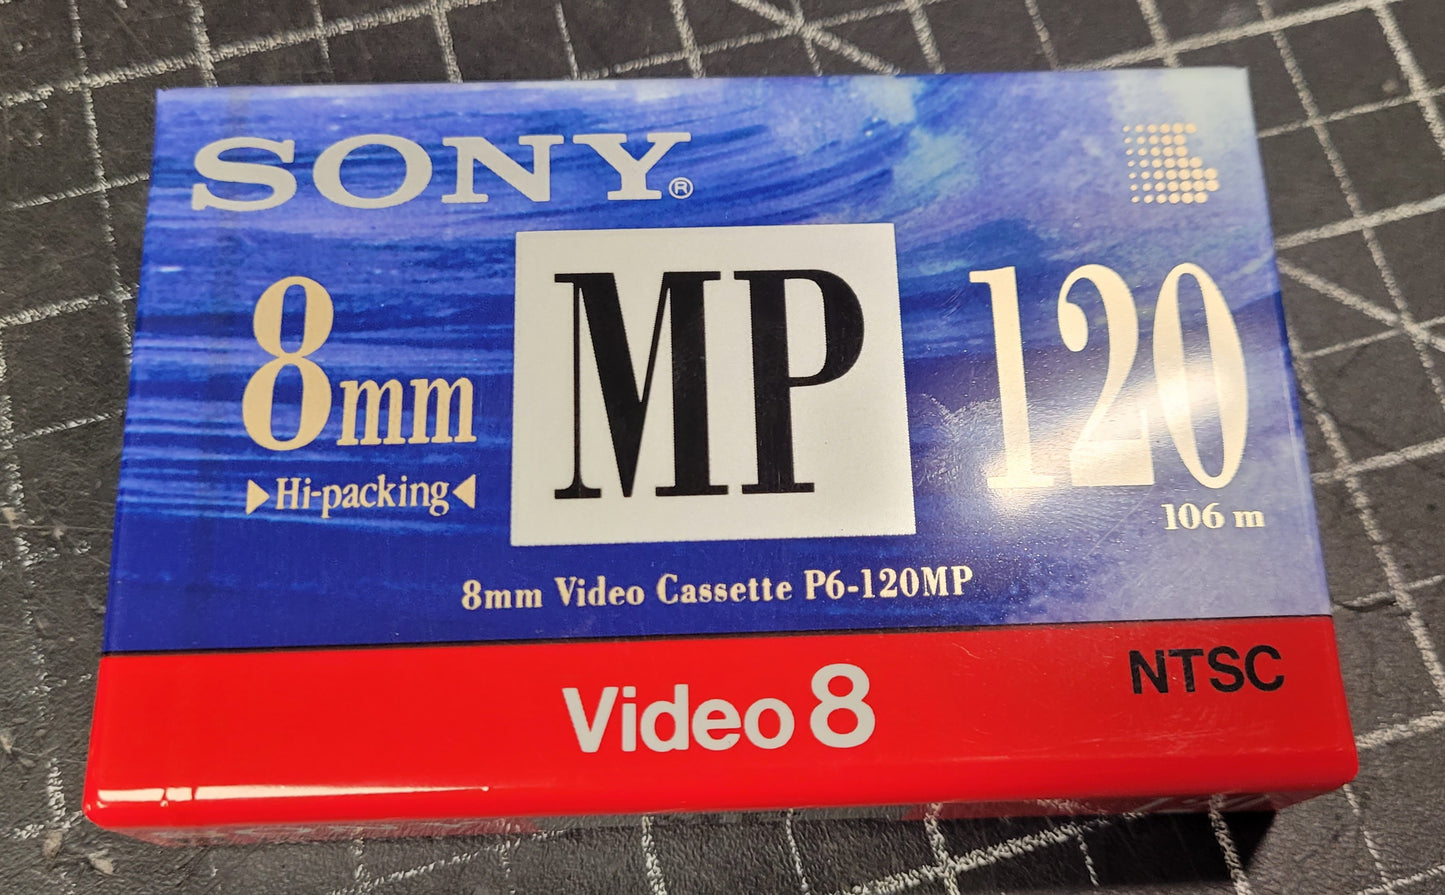 SONY®
8mm
Hi-packing
MP
120
106 m
8mm Video Cassette P6-120MP
Video 8
NTSC